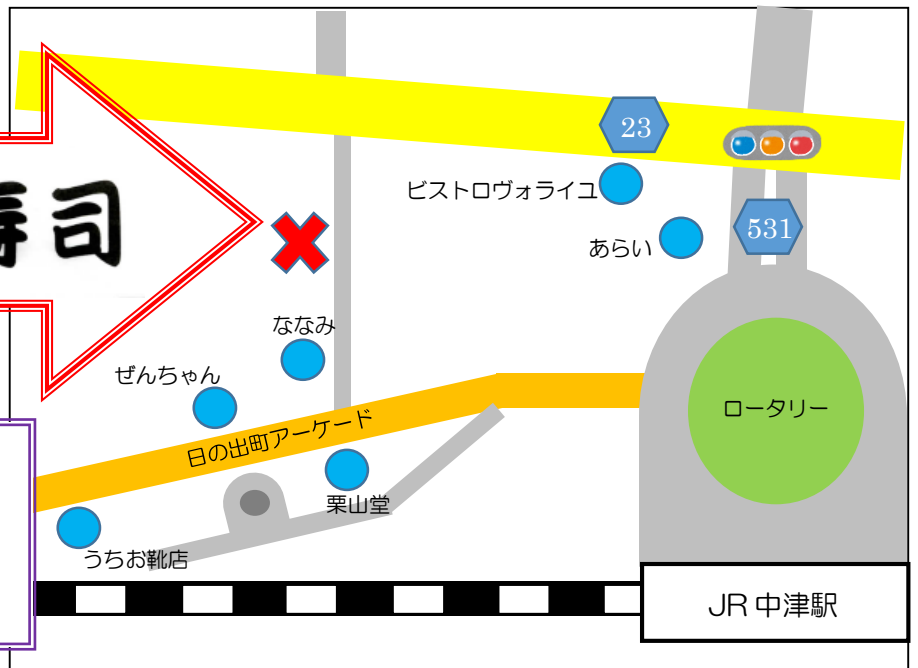 23
ビストロヴォライユ
531
あらい
寿司
ななみ
ぜんちゃん
ロータリー
日の出町アーケード
栗山堂
うちお靴店
JR中津駅